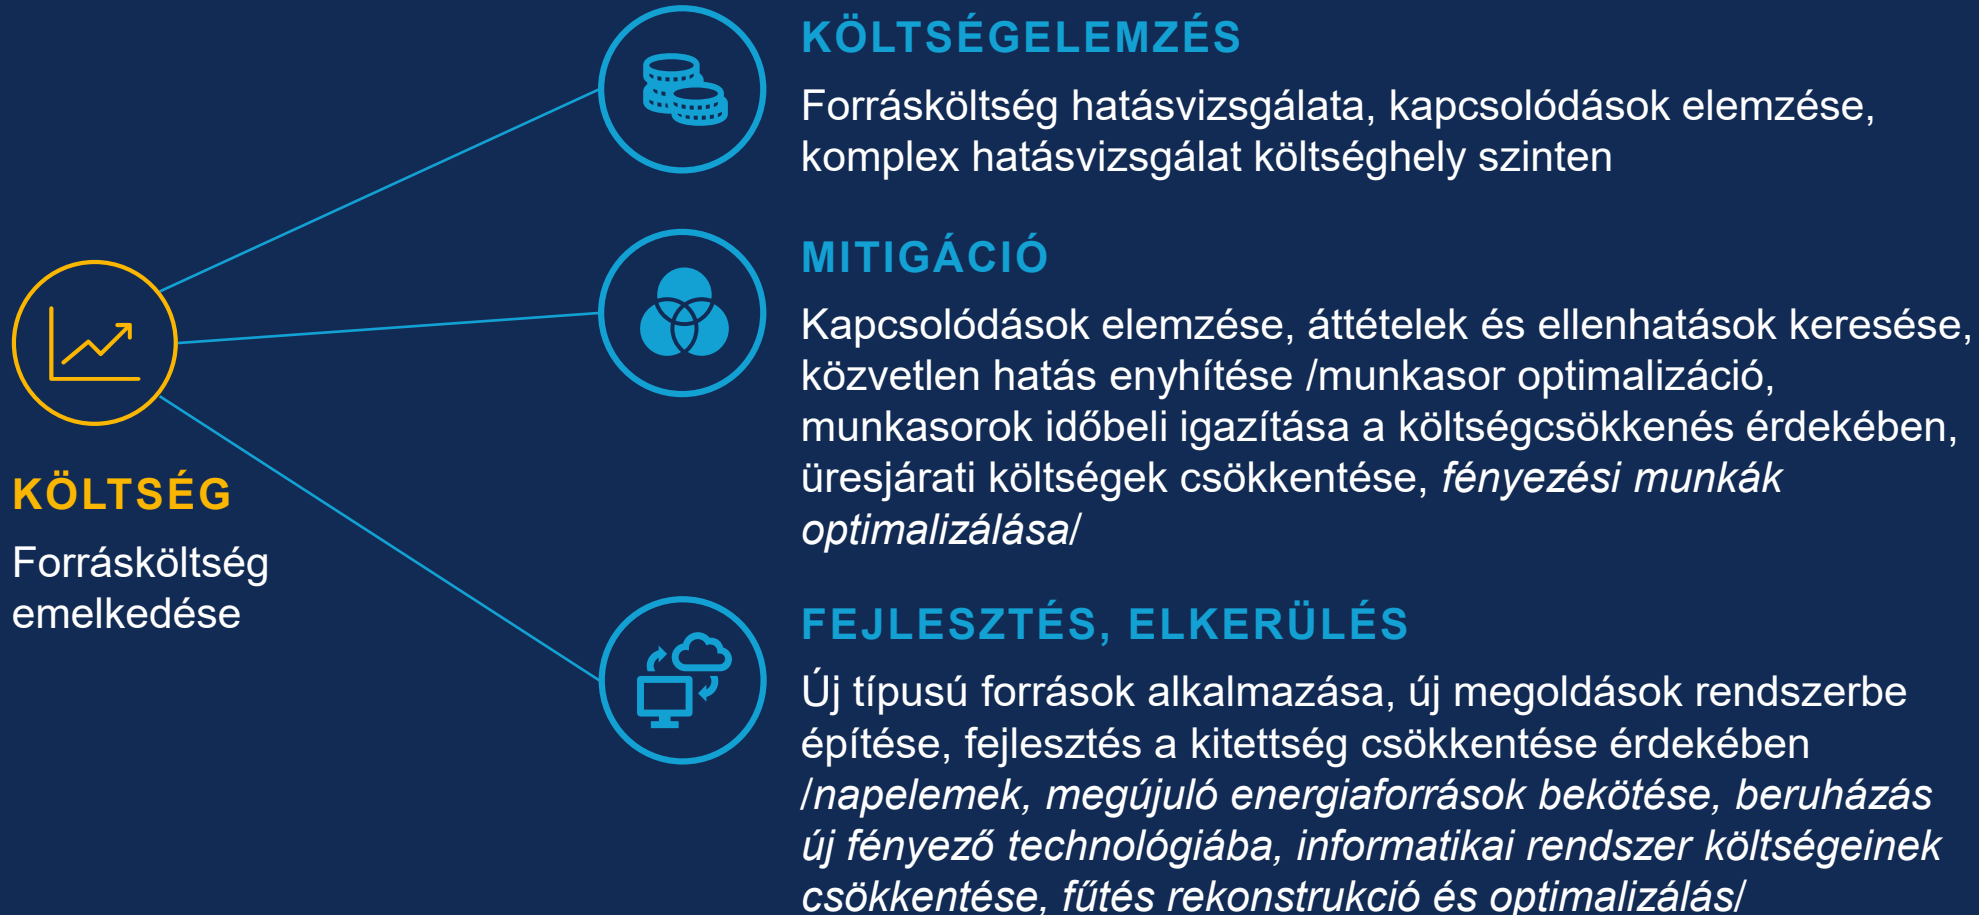 KÖLTSÉG
Forrásköltség
emelkedése
KÖLTSÉGELEMZÉS
Forrásköltség hatásvizsgálata, kapcsolódások elemzése,
komplex hatásvizsgálat költséghely szinten
MITIGÁCIÓ
Kapcsolódások elemzése, áttételek és ellenhatások keresése,
közvetlen hatás enyhítése /munkasor optimalizáció,
munkasorok időbeli igazítása a költségcsökkenés érdekében,
üresjárati költségek csökkentése, fényezési munkák
optimalizálása/
FEJLESZTÉS, ELKERÜLÉS
Új típusú források alkalmazása, új megoldások rendszerbe
építése, fejlesztés a kitettség csökkentése érdekében
/napelemek, megújuló energiaforrások bekötése, beruházás
új fényező technológiába, informatikai rendszer költségeinek
csökkentése, fűtés rekonstrukció és optimalizálás/